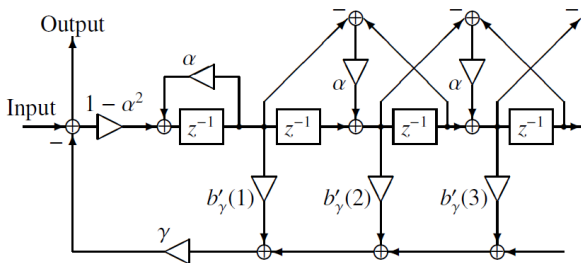 Output
Input
1 − α²
α
z⁻¹
z⁻¹
α
z⁻¹
α
z⁻¹
b′γ(1)
b′γ(2)
b′γ(3)
γ